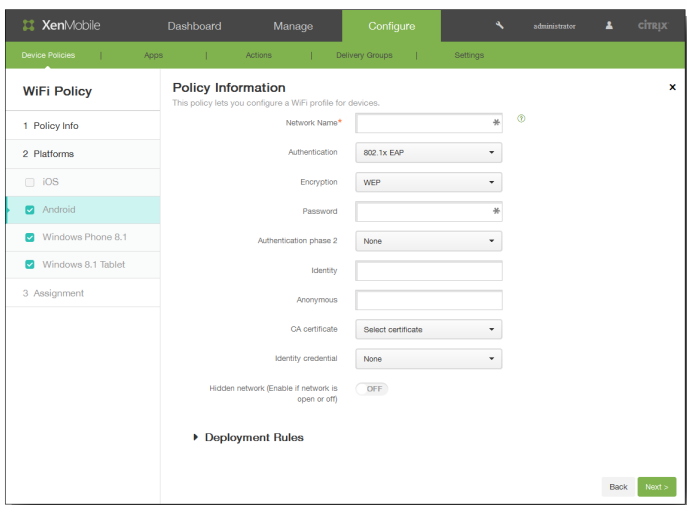 XenMobile Dashboard Manage Configure administrator CITRIX
Device Policies | Apps | Actions | Delivery Groups | Settings
WiFi Policy
1 Policy Info
2 Platforms
iOS
Android
Windows Phone 8.1
Windows 8.1 Tablet
3 Assignment
Policy Information x
This policy lets you configure a WiFi profile for devices.
Network Name*
Authentication 802.1x EAP
Encryption WEP
Password
Authentication phase 2 None
Identity
Anonymous
CA certificate Select certificate
Identity credential None
Hidden network (Enable if network is
open or off) OFF
Deployment Rules
Back Next >